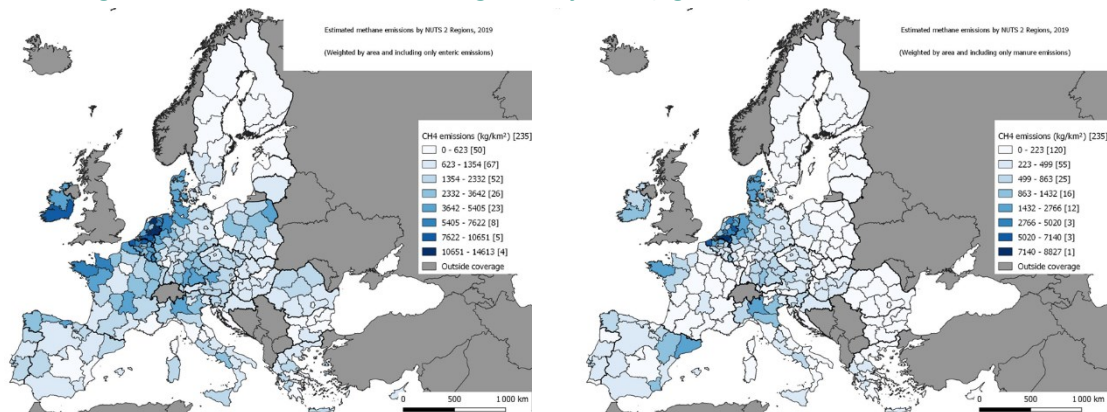 Estimated methane emissions by NUTS 2 Regions, 2019
(Weighted by area and including only enteric emissions)
CH4 emissions (kg/km²) [235]
0 - 623 [50]
623 - 1354 [67]
1354 - 2332 [52]
2332 - 3642 [26]
3642 - 5405 [23]
5405 - 7622 [8]
7622 - 10651 [5]
10651 - 14613 [4]
Outside coverage
0 500 1 000 km
Estimated methane emissions by NUTS 2 Regions, 2019
(Weighted by area and including only manure emissions)
CH4 emissions (kg/km²) [235]
0 - 223 [120]
223 - 499 [55]
499 - 863 [25]
863 - 1432 [16]
1432 - 2766 [12]
2766 - 5020 [3]
5020 - 7140 [3]
7140 - 8827 [1]
Outside coverage
0 500 1 000 km